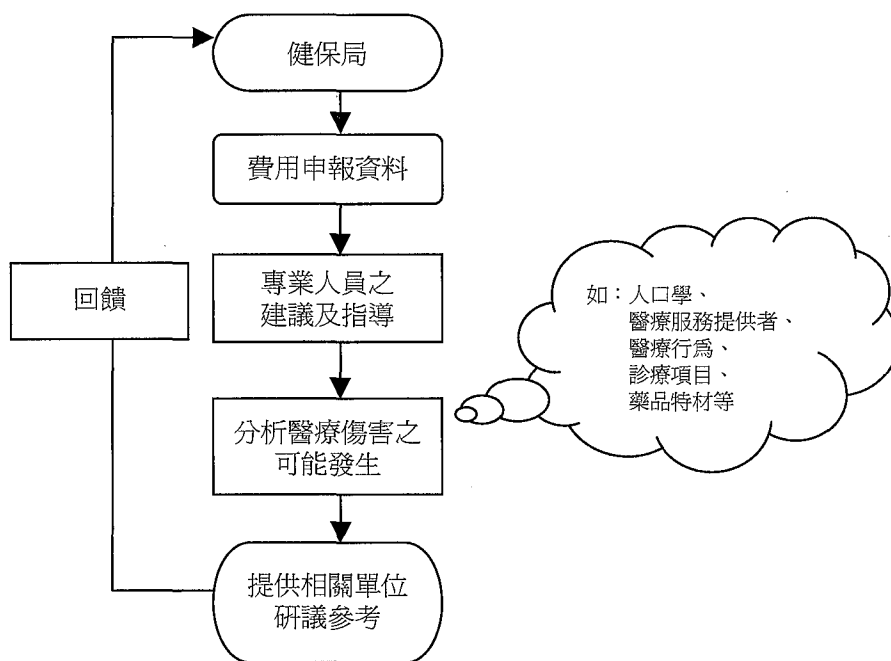 健保局
費用申報資料
回饋
專業人員之
建議及指導
如：人口學、
醫療服務提供者、
醫療行為、
診療項目、
藥品特材等
分析醫療傷害之
可能發生
提供相關單位
研議參考